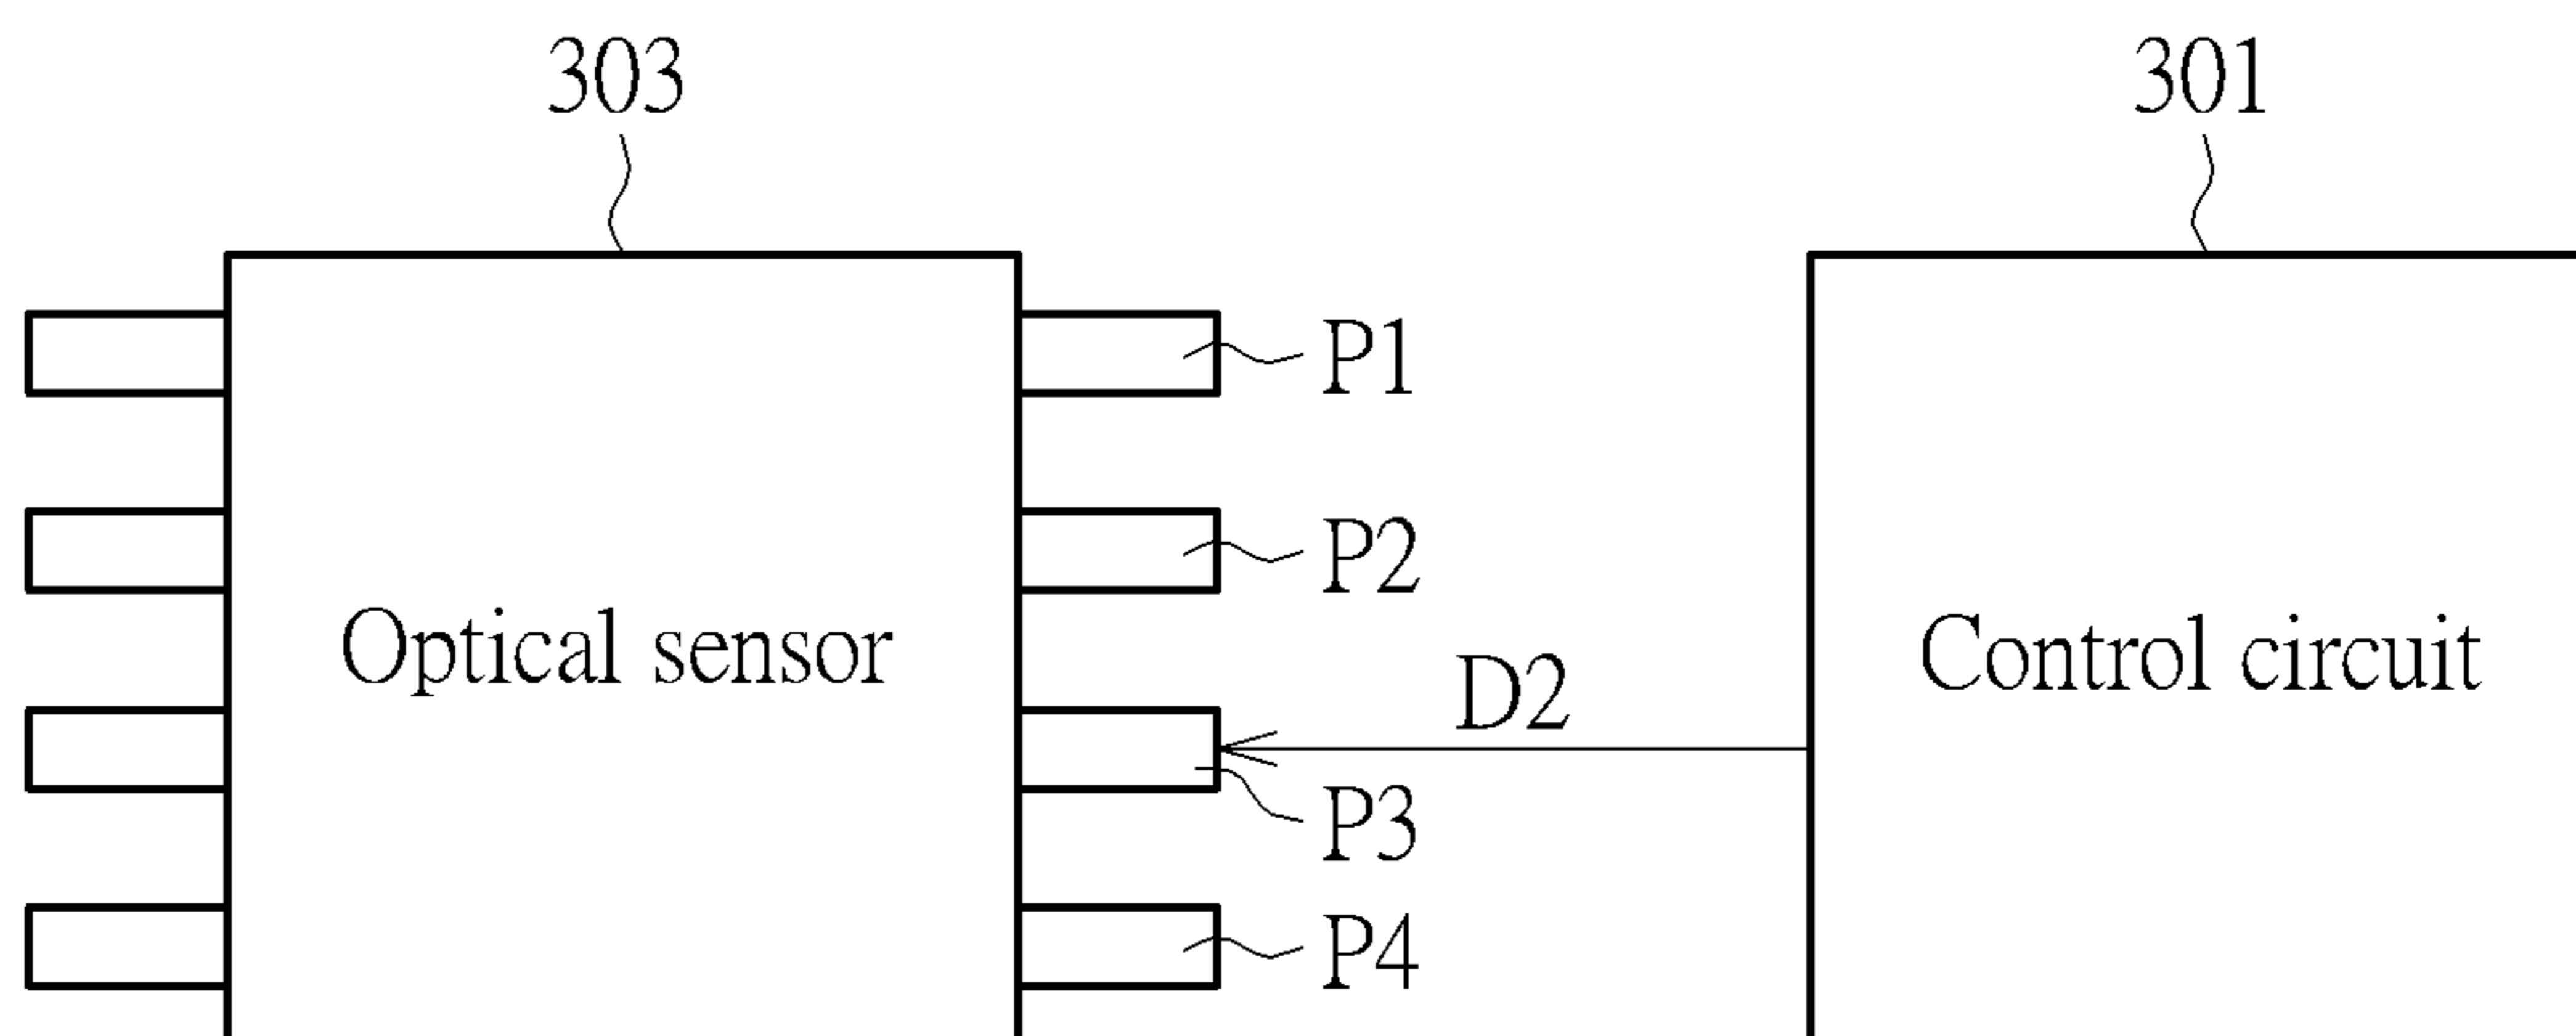 303
301
P1
P2
Optical sensor
Control circuit
D2
P3
P4